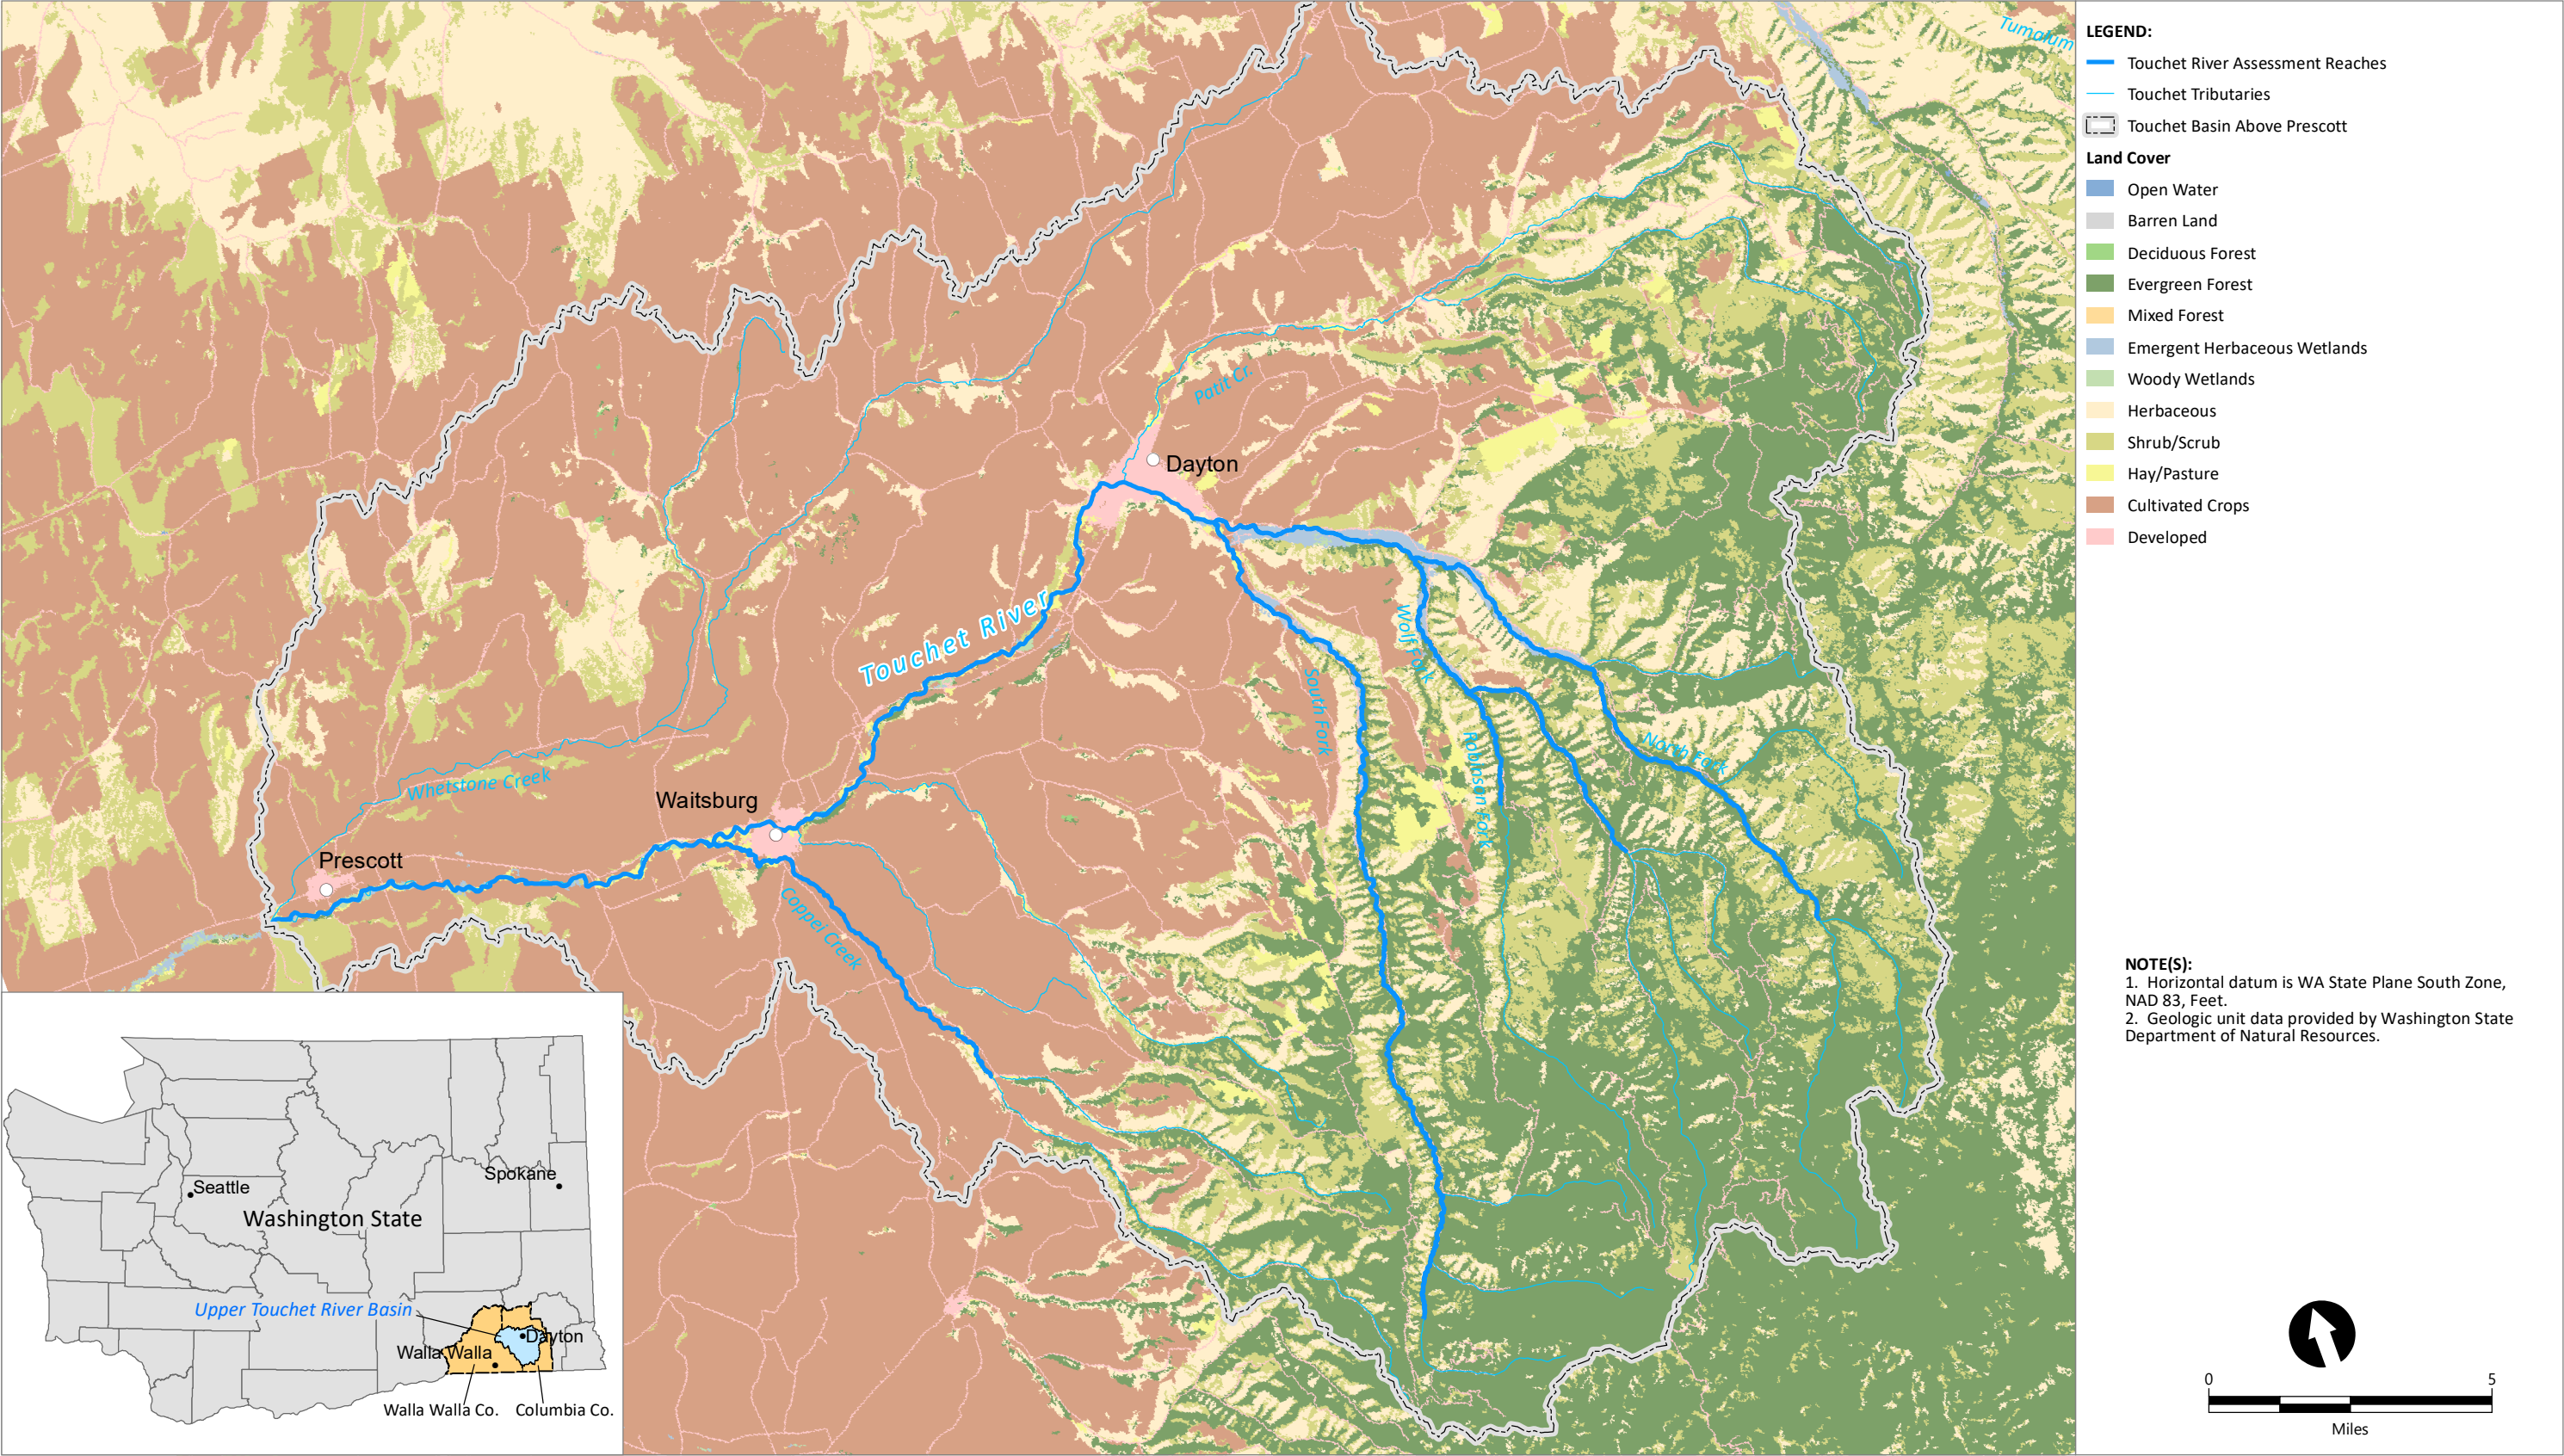 Tumalum
Patit Cr.
Dayton
Touchet River
Wolf Fork
South Fork
North Fork
Robinson Fork
Whetstone Creek
Waitsburg
Prescott
Coppei Creek
Seattle
Spokane
Washington State
Upper Touchet River Basin
Dayton
Walla Walla
Walla Walla Co.
Columbia Co.
LEGEND:
Touchet River Assessment Reaches
Touchet Tributaries
Touchet Basin Above Prescott
Land Cover
Open Water
Barren Land
Deciduous Forest
Evergreen Forest
Mixed Forest
Emergent Herbaceous Wetlands
Woody Wetlands
Herbaceous
Shrub/Scrub
Hay/Pasture
Cultivated Crops
Developed
NOTE(S):
1. Horizontal datum is WA State Plane South Zone,
NAD 83, Feet.
2. Geologic unit data provided by Washington State
Department of Natural Resources.
0 5
Miles